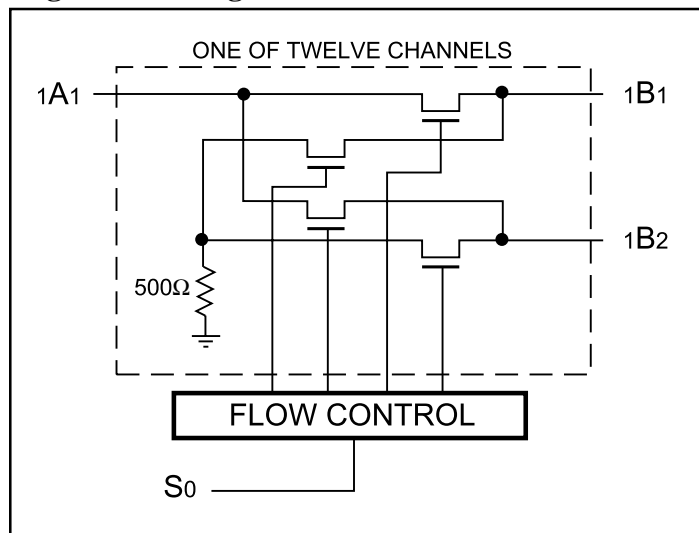 ONE OF TWELVE CHANNELS
1A1
1B1
1B2
500Ω
FLOW CONTROL
S0